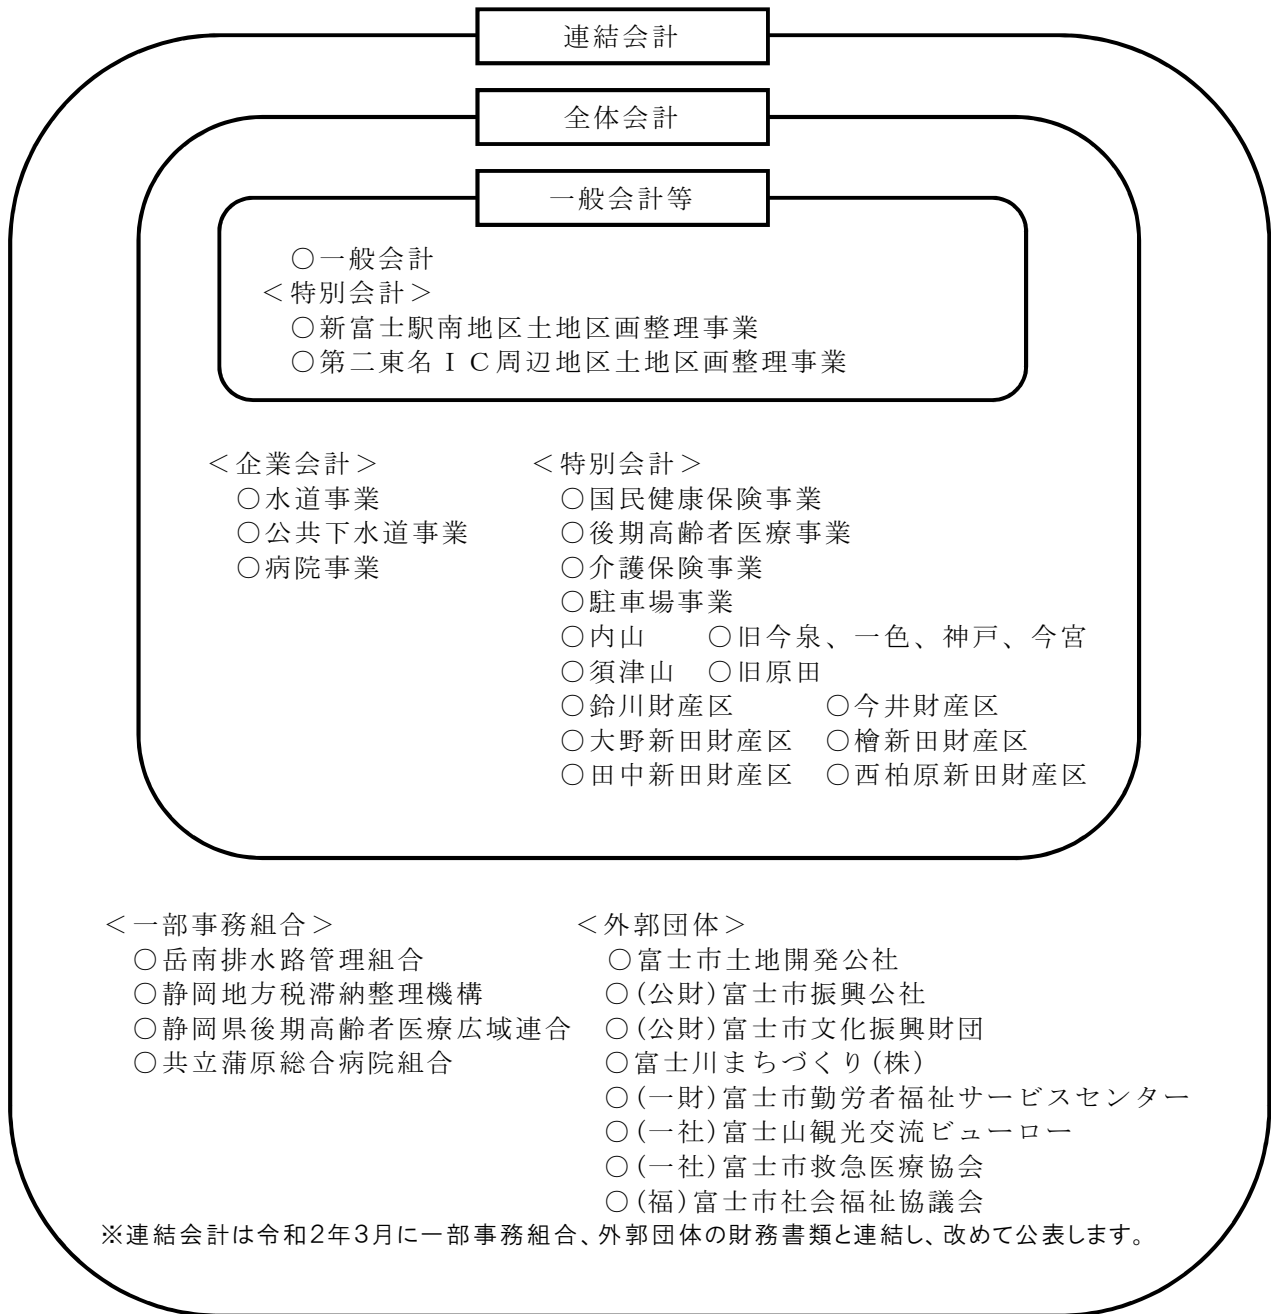 連結会計
全体会計
一般会計等
○一般会計
＜特別会計＞
○新富士駅南地区土地区画整理事業
○第二東名ＩＣ周辺地区土地区画整理事業
＜企業会計＞
○水道事業
○公共下水道事業
○病院事業
＜特別会計＞
○国民健康保険事業
○後期高齢者医療事業
○介護保険事業
○駐車場事業
○内山　　○旧今泉、一色、神戸、今宮
○須津山　○旧原田
○鈴川財産区　　　○今井財産区
○大野新田財産区　○檜新田財産区
○田中新田財産区　○西柏原新田財産区
＜一部事務組合＞
○岳南排水路管理組合
○静岡地方税滞納整理機構
○静岡県後期高齢者医療広域連合
○共立蒲原総合病院組合
＜外郭団体＞
○富士市土地開発公社
○(公財)富士市振興公社
○(公財)富士市文化振興財団
○富士川まちづくり(株)
○(一財)富士市勤労者福祉サービスセンター
○(一社)富士山観光交流ビューロー
○(一社)富士市救急医療協会
○(福)富士市社会福祉協議会
※連結会計は令和2年3月に一部事務組合、外郭団体の財務書類と連結し、改めて公表します。